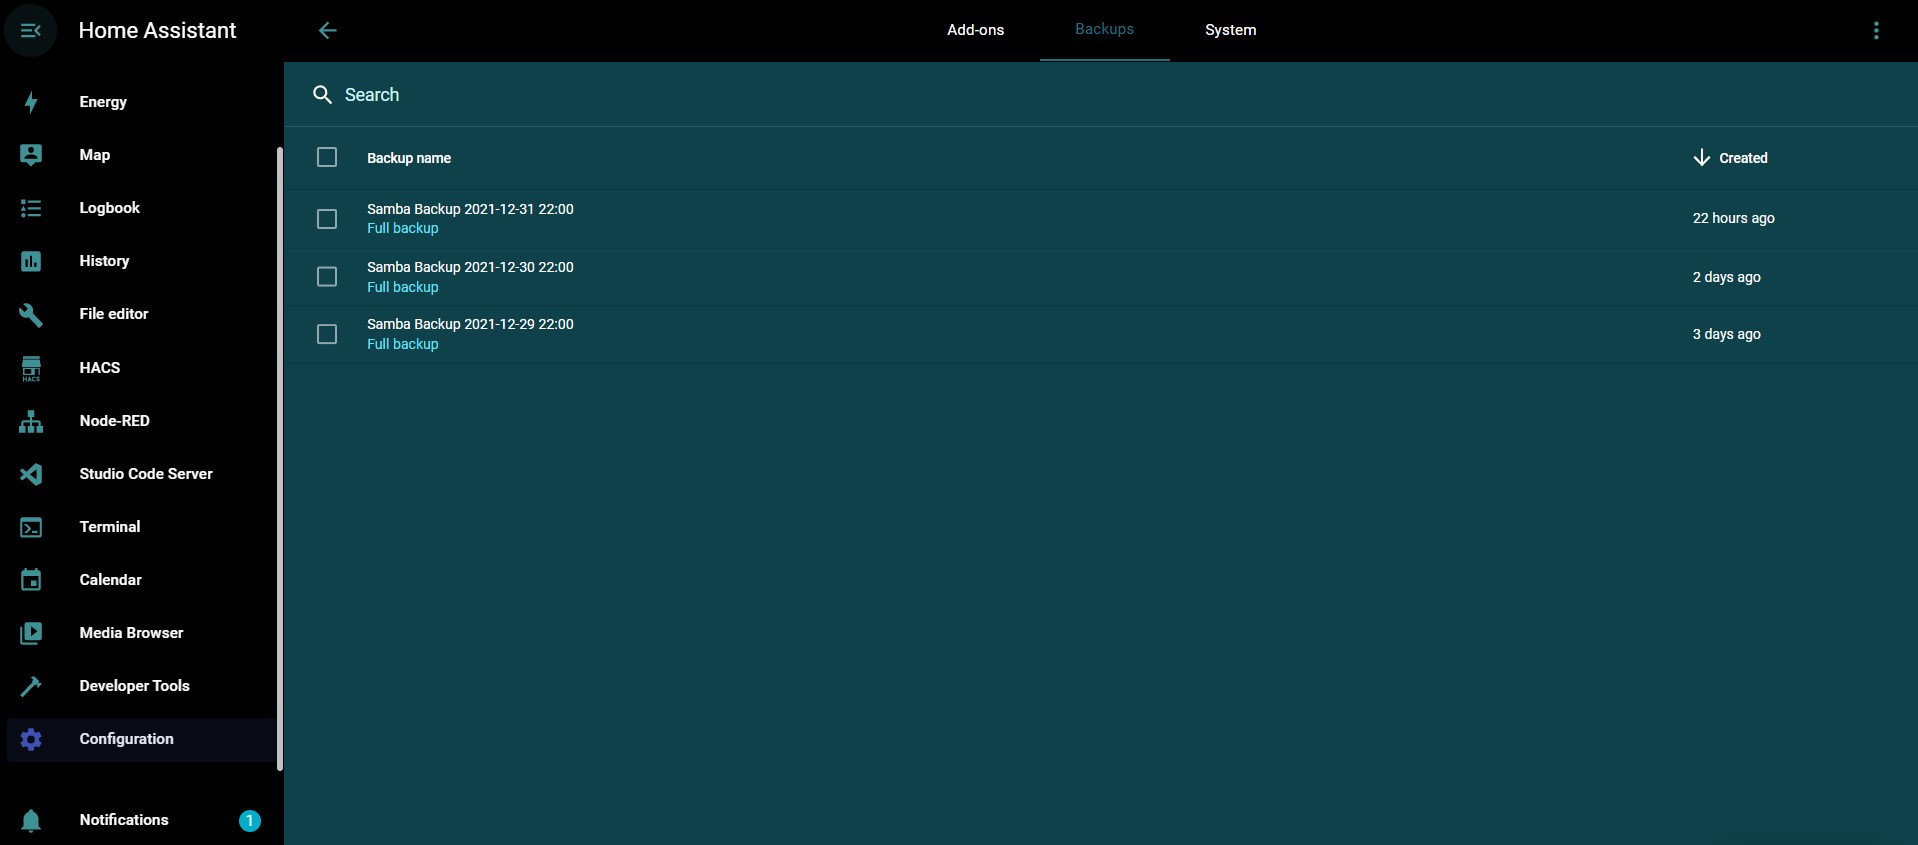 Home Assistant
Add-ons
Backups
System
Energy
Map
Logbook
History
File editor
HACS
HACS
Node-RED
Studio Code Server
Terminal
Calendar
Media Browser
Developer Tools
Configuration
Notifications
1
Search
Backup name
Created
Samba Backup 2021-12-31 22:00
Full backup
22 hours ago
Samba Backup 2021-12-30 22:00
Full backup
2 days ago
Samba Backup 2021-12-29 22:00
Full backup
3 days ago